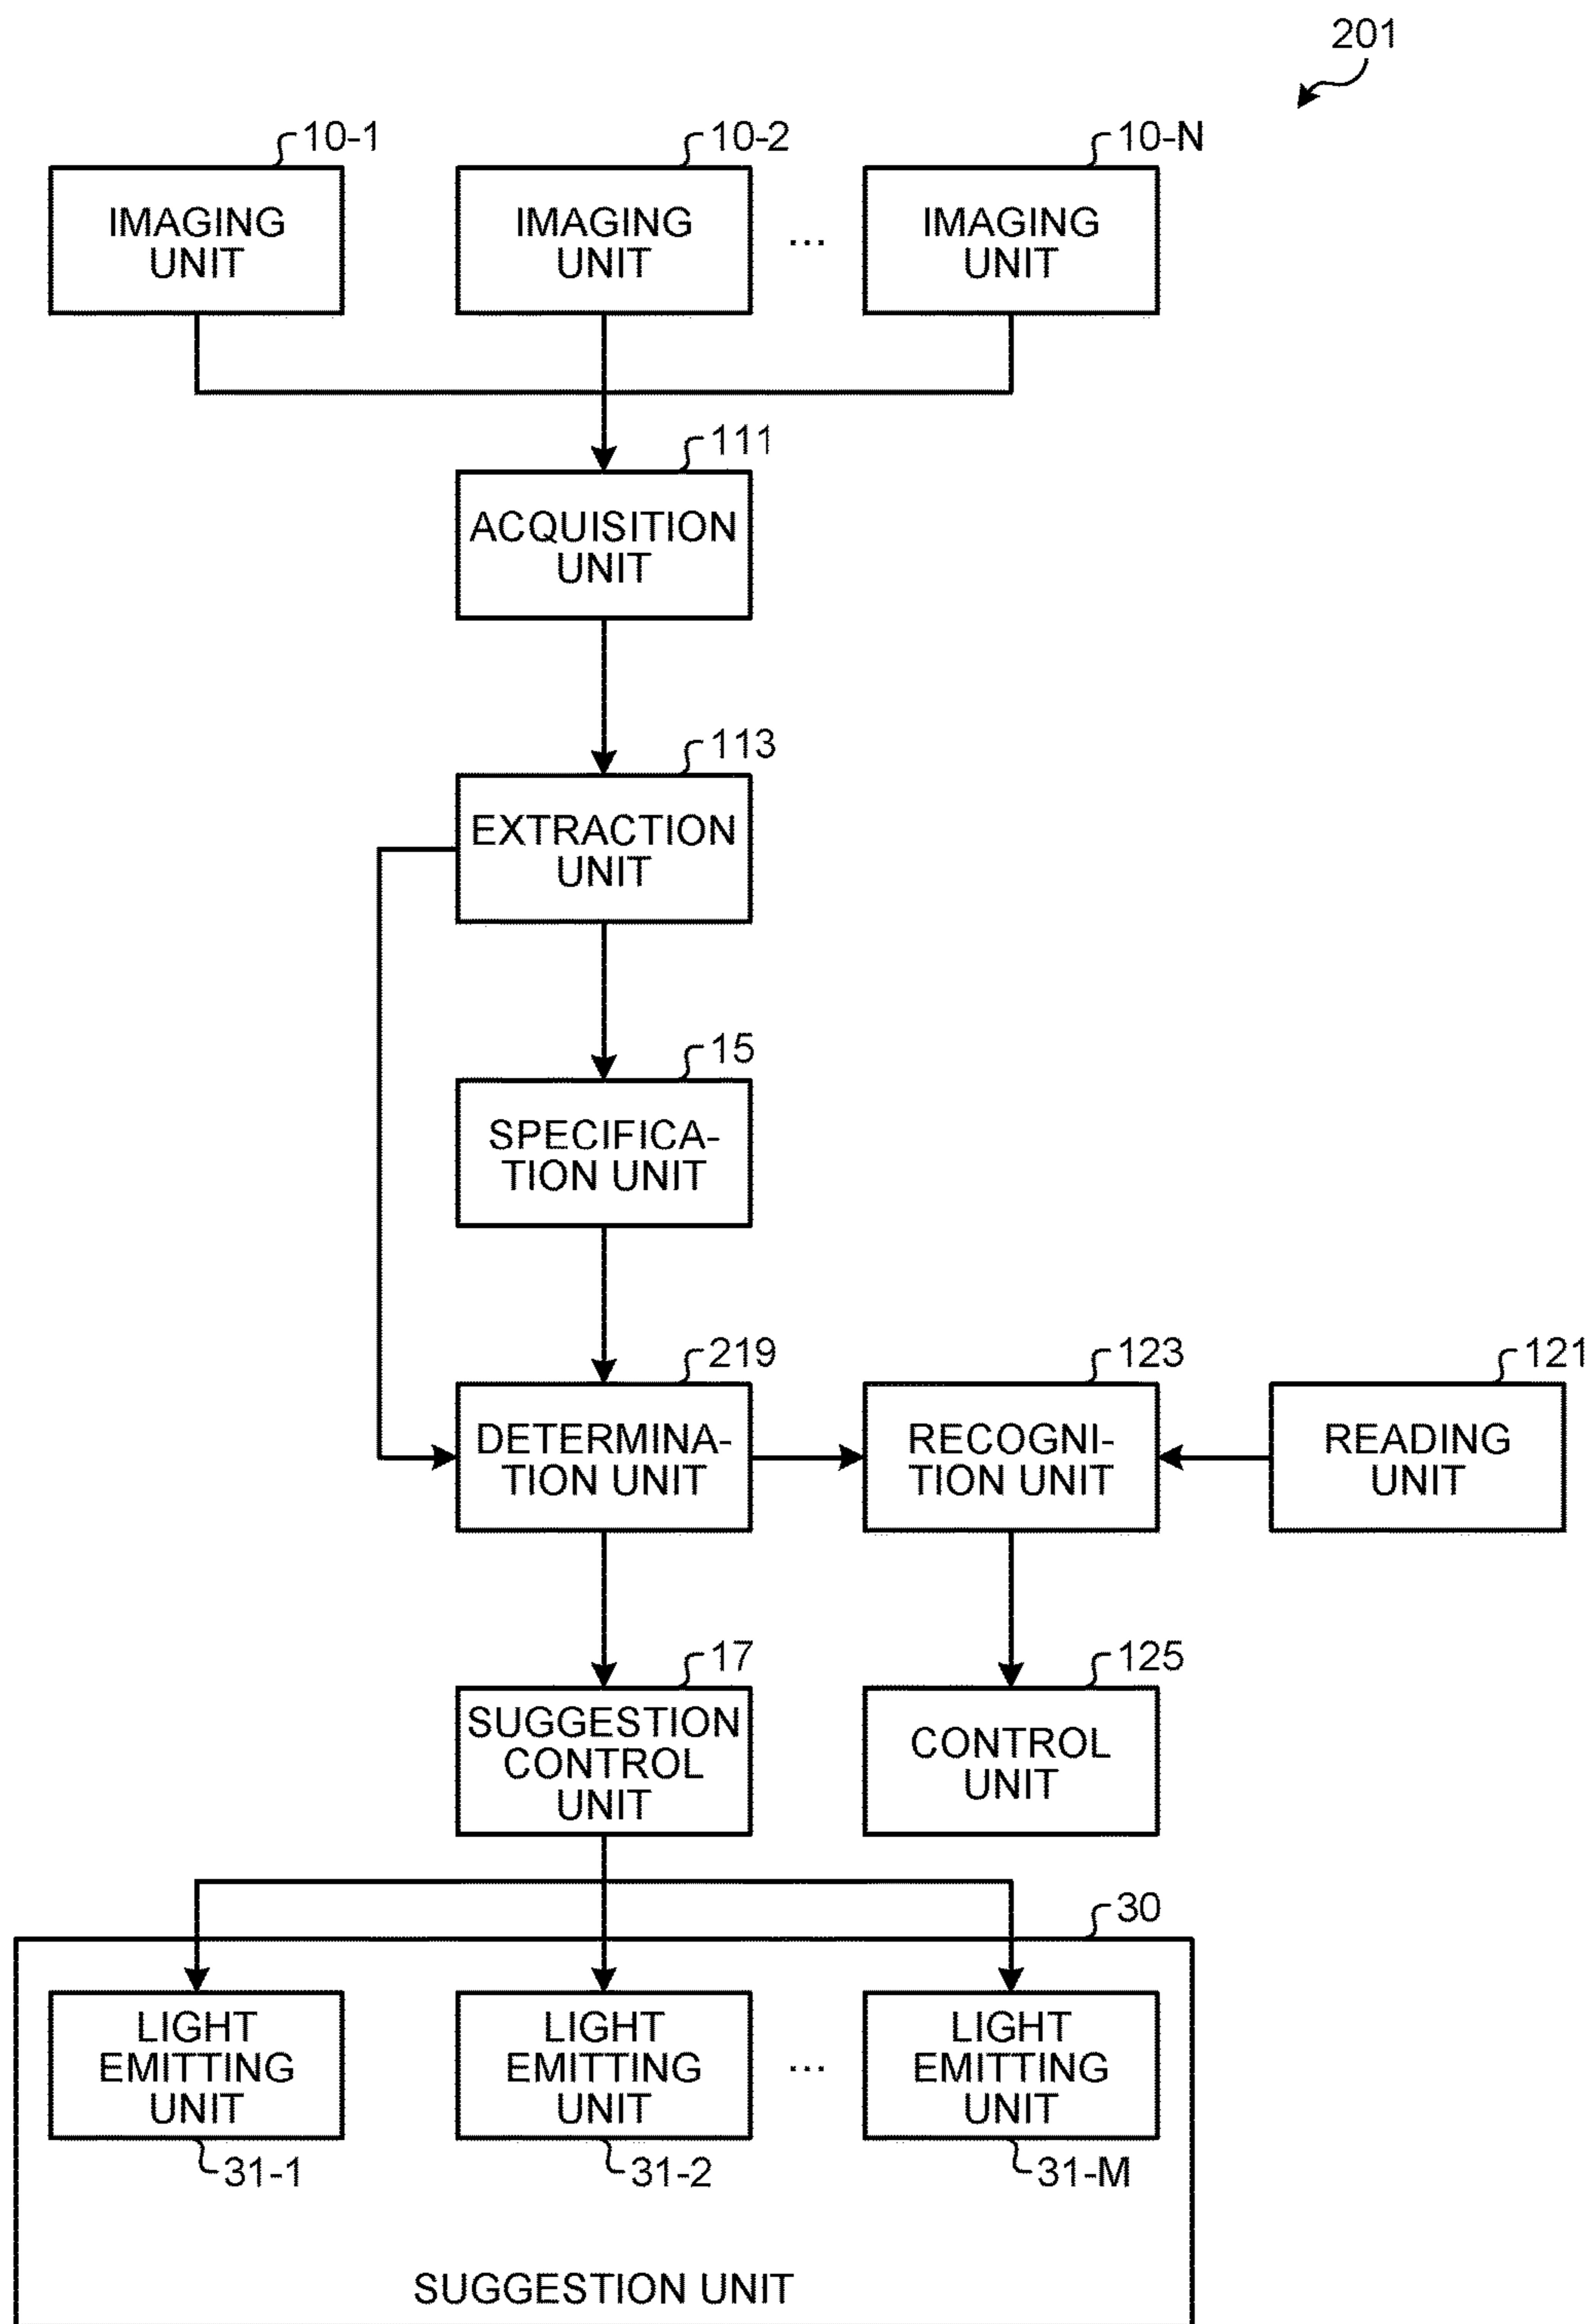 201
10-1
10-2
10-N
IMAGING
UNIT
IMAGING
UNIT
...
IMAGING
UNIT
111
ACQUISITION
UNIT
113
EXTRACTION
UNIT
15
SPECIFICA-
TION UNIT
219
123
121
DETERMINA-
TION UNIT
RECOGNI-
TION UNIT
READING
UNIT
17
125
SUGGESTION
CONTROL
UNIT
CONTROL
UNIT
30
LIGHT
EMITTING
UNIT
LIGHT
EMITTING
UNIT
...
LIGHT
EMITTING
UNIT
31-1
31-2
31-M
SUGGESTION UNIT